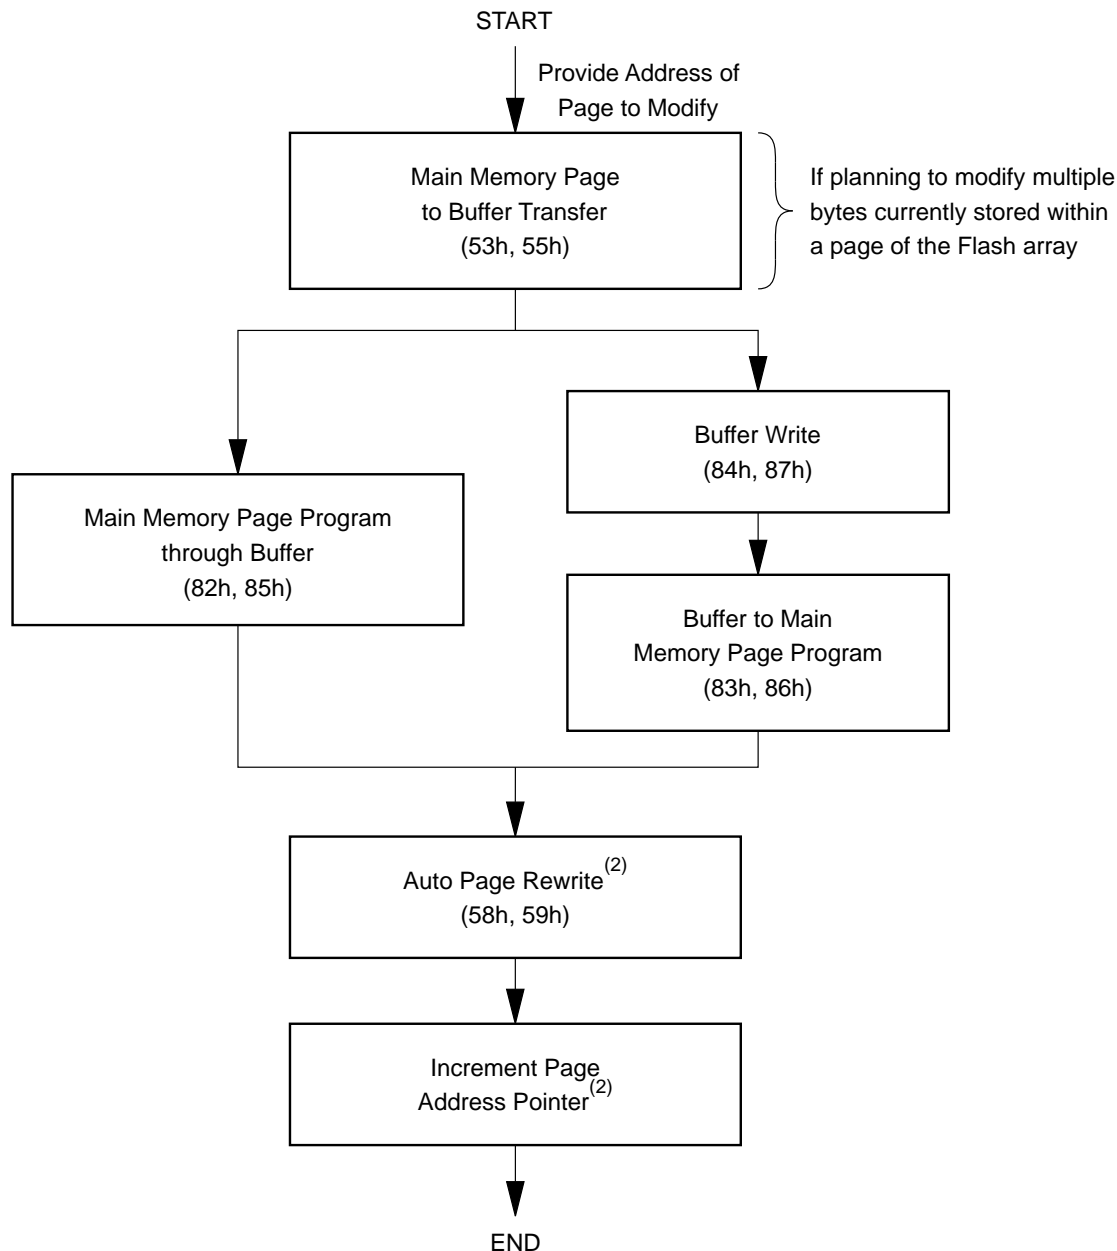 START
Provide Address of
Page to Modify
Main Memory Page
to Buffer Transfer
(53h, 55h)
If planning to modify multiple
bytes currently stored within
a page of the Flash array
Buffer Write
(84h, 87h)
Main Memory Page Program
through Buffer
(82h, 85h)
Buffer to Main
Memory Page Program
(83h, 86h)
Auto Page Rewrite(2)
(58h, 59h)
Increment Page
Address Pointer(2)
END